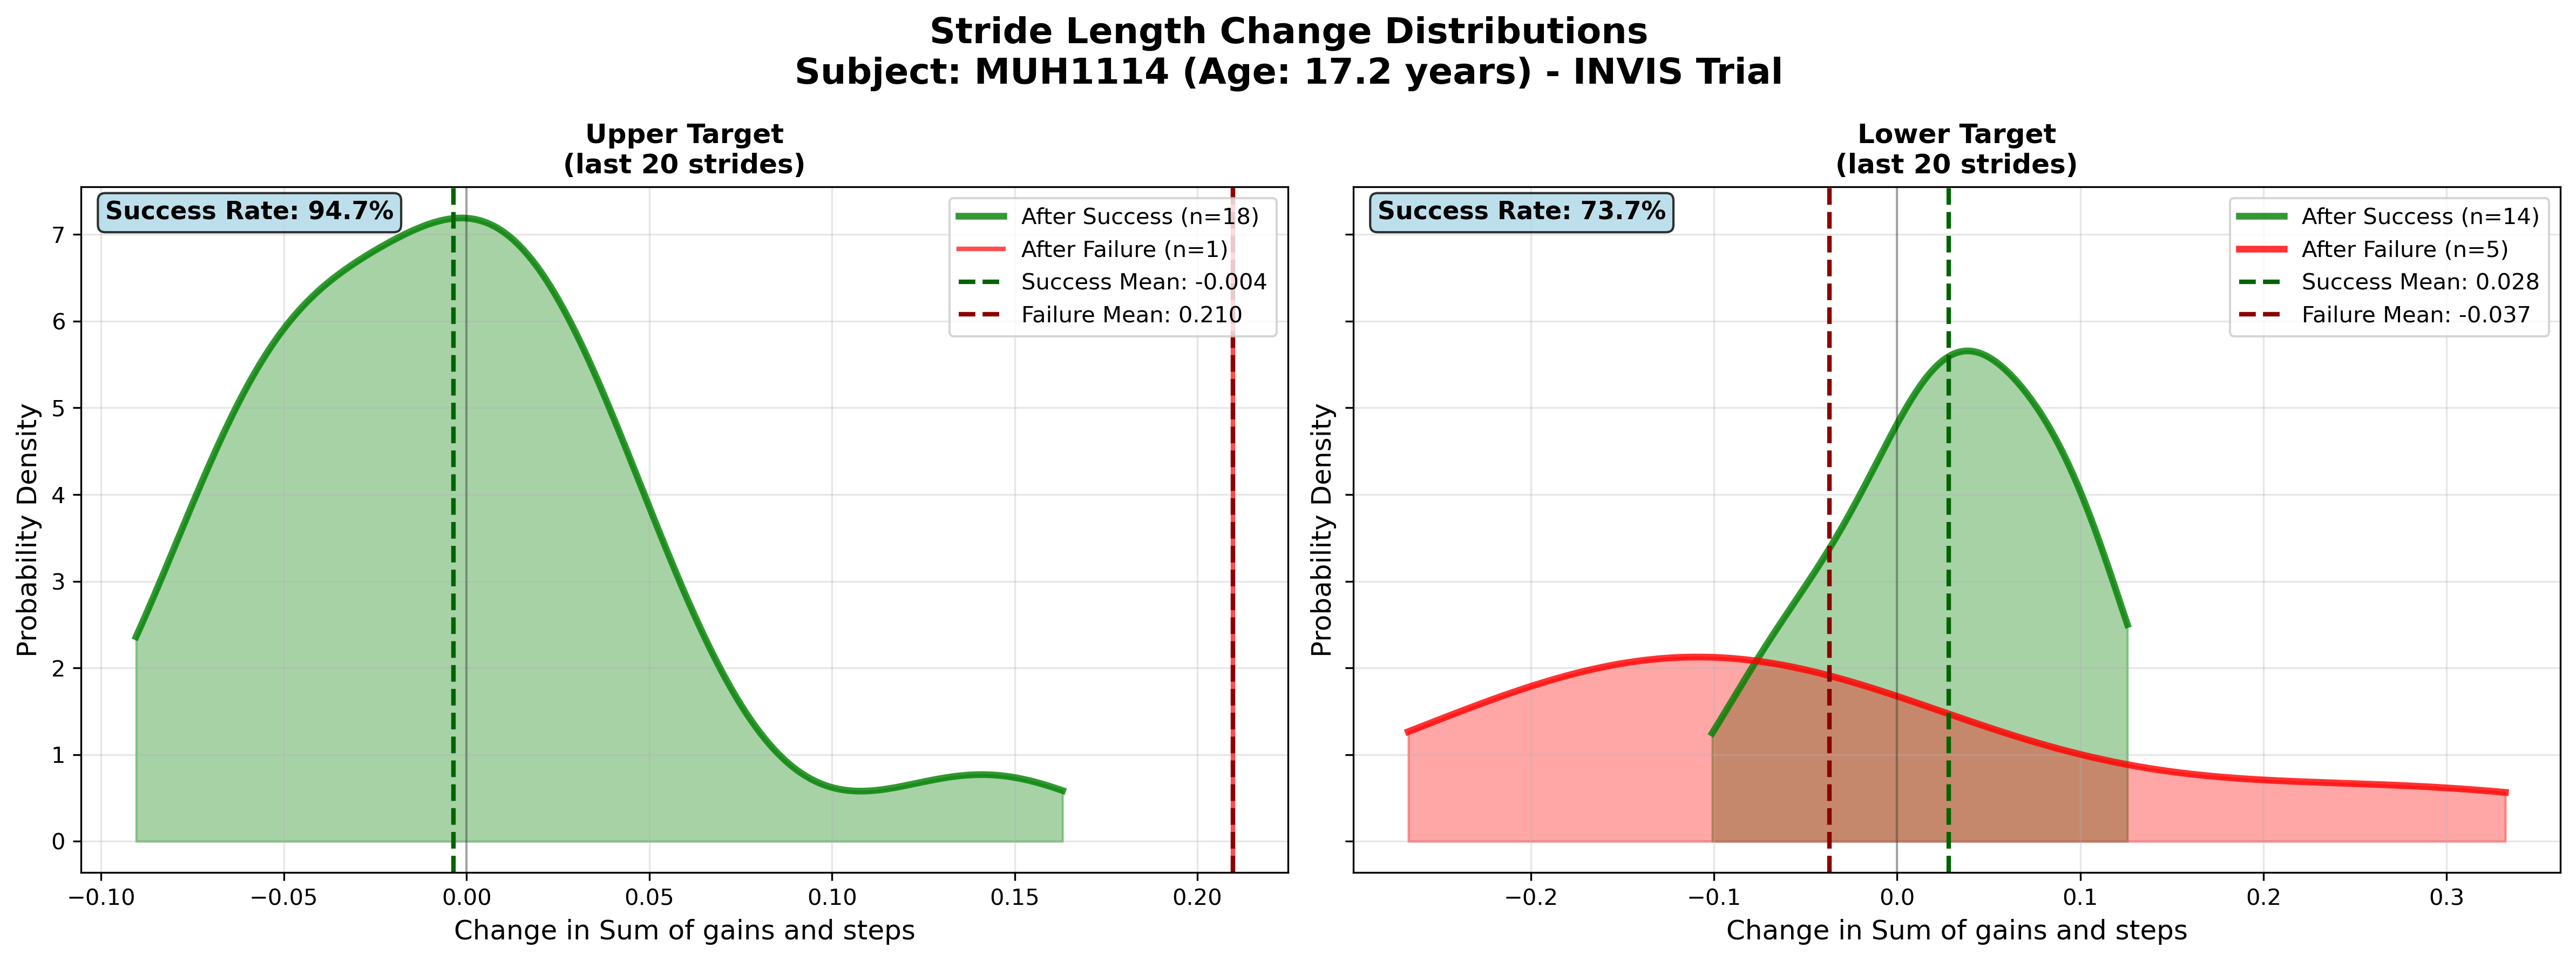 Stride Length Change Distributions
Subject: MUH1114 (Age: 17.2 years) - INVIS Trial
Upper Target
(last 20 strides)
Success Rate: 94.7%
After Success (n=18)
After Failure (n=1)
Success Mean: -0.004
Failure Mean: 0.210
Probability Density
7
6
5
4
3
2
1
0
−0.10 −0.05 0.00 0.05 0.10 0.15 0.20
Change in Sum of gains and steps
Lower Target
(last 20 strides)
Success Rate: 73.7%
After Success (n=14)
After Failure (n=5)
Success Mean: 0.028
Failure Mean: -0.037
Probability Density
−0.2 −0.1 0.0 0.1 0.2 0.3
Change in Sum of gains and steps